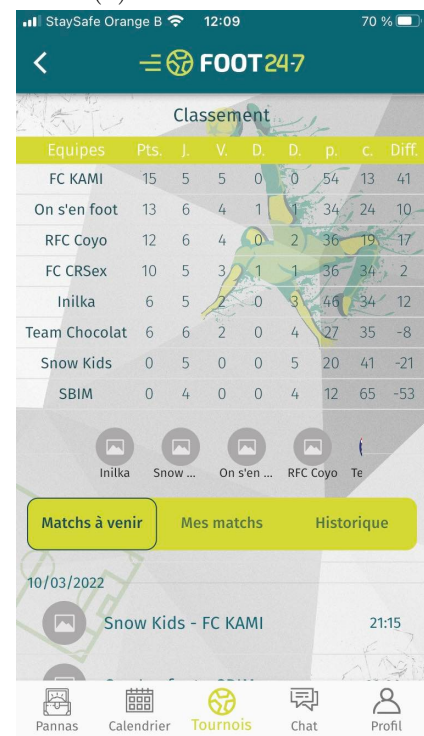 StaySafe Orange B 12:09 70 %
FOOT24-7
Classement
Equipes Pts. J. V. D. D. p. c. Diff.
FC KAMI 15 5 5 0 0 54 13 41
On s'en foot 13 6 4 1 1 34 24 10
RFC Coyo 12 6 4 0 2 36 19 17
FC CRSex 10 5 3 1 1 36 34 2
Inilka 6 5 2 0 3 46 34 12
Team Chocolat 6 6 2 0 4 27 35 -8
Snow Kids 0 5 0 0 5 20 41 -21
SBIM 0 4 0 0 4 12 65 -53
Inilka Snow ... On s'en ... RFC Coyo Te
Matchs à venir Mes matchs Historique
10/03/2022
Snow Kids - FC KAMI 21:15
Pannas Calendrier Tournois Chat Profil